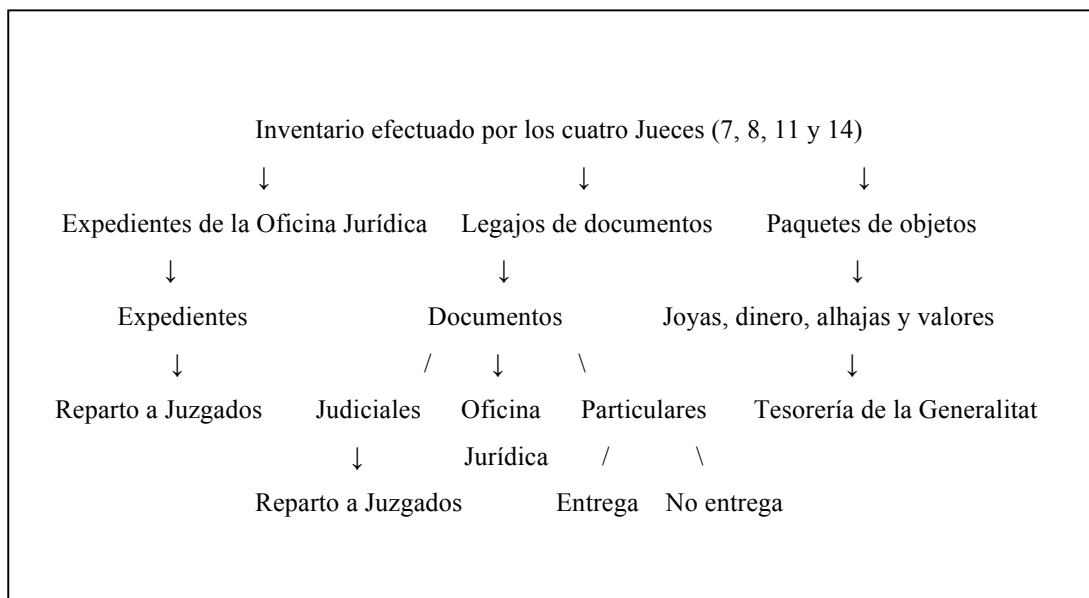 Inventario efectuado por los cuatro Jueces (7, 8, 11 y 14)
↓ ↓ ↓
Expedientes de la Oficina Jurídica Legajos de documentos Paquetes de objetos
↓ ↓ ↓
Expedientes Documentos Joyas, dinero, alhajas y valores
↓ / ↓ \ ↓
Reparto a Juzgados Judiciales Oficina Particulares Tesorería de la Generalitat
↓ Jurídica / \
Reparto a Juzgados Entrega No entrega